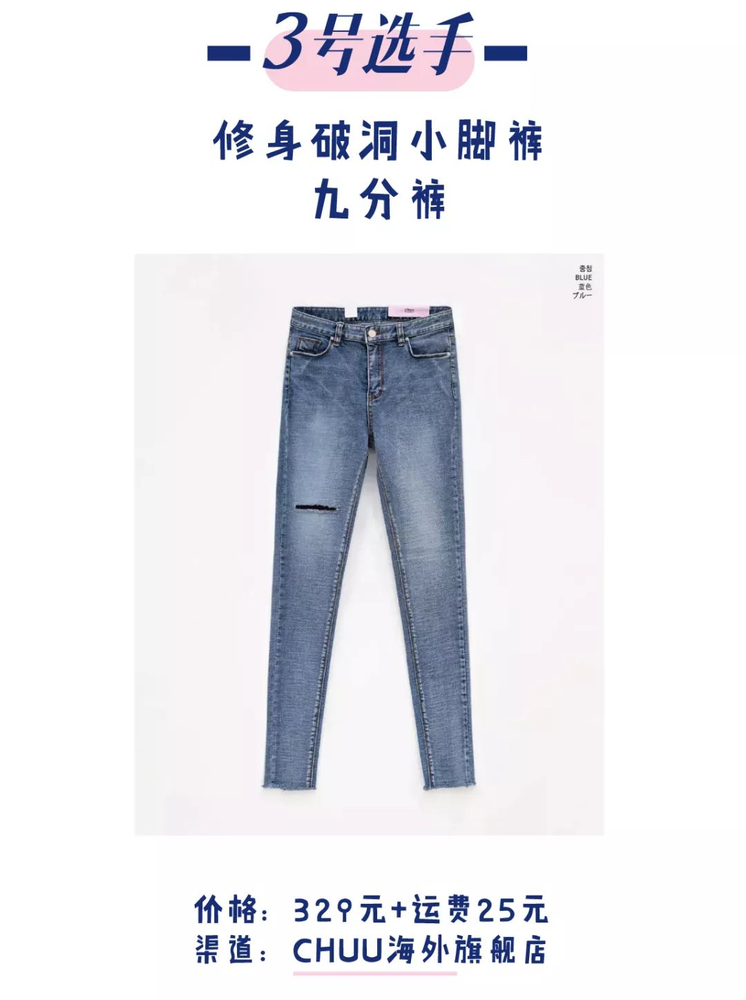 3号选手
修身破洞小脚裤
九分裤
중청
BLUE
蓝色
ブルー
chuu
价格：329元+运费25元
渠道：CHUU海外旗舰店